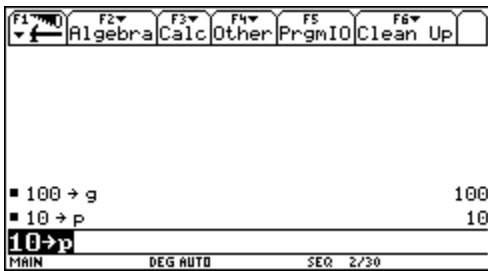 F1 F2 Algebra F3 Calc F4 Other F5 PrgmIO F6 Clean Up
100 → g 100
10 → p 10
10→p
MAIN DEG AUTO SEQ 2/30